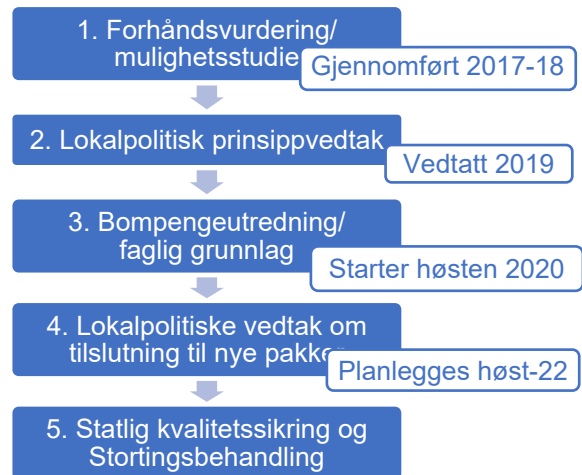 1. Forhåndsvurdering/
mulighetsstudie
Gjennomført 2017-18
2. Lokalpolitisk prinsippvedtak
Vedtatt 2019
3. Bompengeutredning/
faglig grunnlag
Starter høsten 2020
4. Lokalpolitiske vedtak om
tilslutning til nye pakker
Planlegges høst-22
5. Statlig kvalitetssikring og
Stortingsbehandling